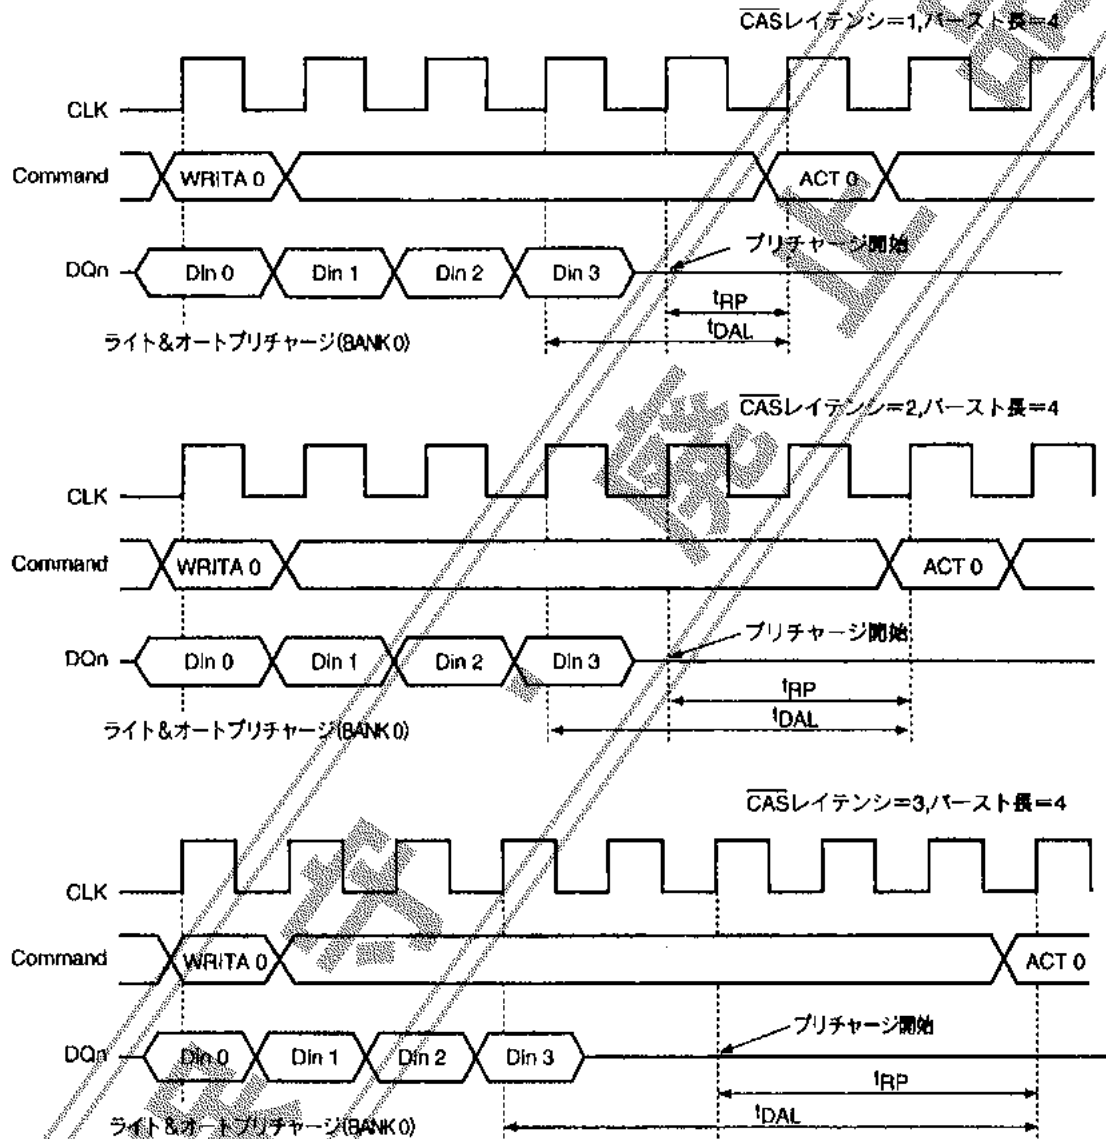 CASレイテンシ=1,バースト長=4
CLK
Command WRITA 0 ACT 0
DQn Din 0 Din 1 Din 2 Din 3 プリチャージ開始
tRP
tDAL
ライト&オートプリチャージ(BANK 0)
CASレイテンシ=2,バースト長=4
CLK
Command WRITA 0 ACT 0
プリチャージ開始
DQn Din 0 Din 1 Din 2 Din 3
tRP
tDAL
ライト&オートプリチャージ(BANK 0)
CASレイテンシ=3,バースト長=4
CLK
Command WRITA 0 ACT 0
プリチャージ開始
DQn Din 0 Din 1 Din 2 Din 3
tRP
tDAL
ライト&オートプリチャージ(BANK 0)